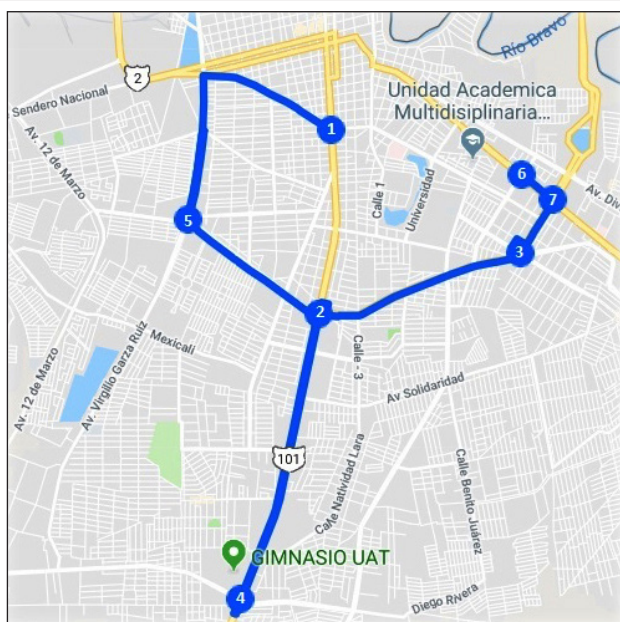 Río Bravo
2
Sendero Nacional
Unidad Academica
Multidisiplinaria...
1
Av. 12 de Marzo
6
Calle 1
Universidad
7
Av. Div
5
3
2
Mexicali
Calle - 3
Av. Virgilio Garza Ruiz
Av. 12 de Marzo
Av Solidaridad
101
Calle Natividad Lara
Calle Benito Juárez
GIMNASIO UAT
4
Diego Rivera